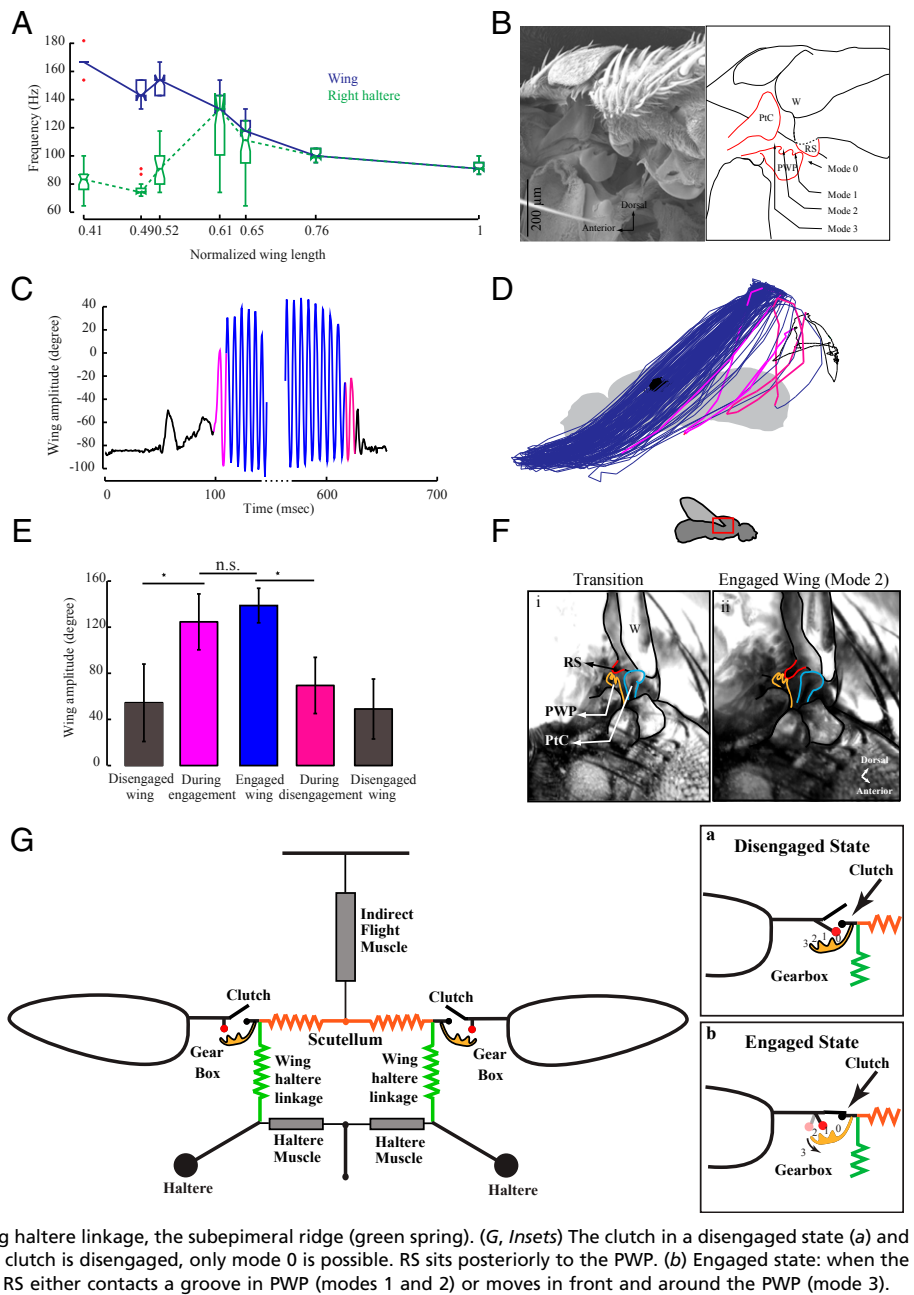 A
Frequency (Hz)
180
160
140
120
100
80
60
Wing
Right haltere
0.41
0.49
0.52
0.61
0.65
0.76
1
Normalized wing length
B
200 µm
Dorsal
Anterior
PtC
W
RS
PWP
Mode 0
Mode 1
Mode 2
Mode 3
C
Wing amplitude (degree)
40
20
0
-20
-40
-60
-80
-100
0
100
600
700
Time (msec)
D
E
Wing amplitude (degree)
160
120
80
40
0
*
n.s.
*
Disengaged wing
During engagement
Engaged wing
During disengagement
Disengaged wing
F
Transition
Engaged Wing (Mode 2)
i
ii
W
RS
PWP
PtC
Dorsal
Anterior
G
Indirect
Flight
Muscle
Clutch
Clutch
Scutellum
Gear
Box
Gear
Box
Wing
haltere
linkage
Wing
haltere
linkage
Haltere
Muscle
Haltere
Muscle
Haltere
Haltere
a
Disengaged State
Clutch
3 2 1 0
Gearbox
b
Engaged State
Clutch
3 2 1 0
Gearbox
g haltere linkage, the subepimeral ridge (green spring). (G, Insets) The clutch in a disengaged state (a) and
clutch is disengaged, only mode 0 is possible. RS sits posteriorly to the PWP. (b) Engaged state: when the
RS either contacts a groove in PWP (modes 1 and 2) or moves in front and around the PWP (mode 3).